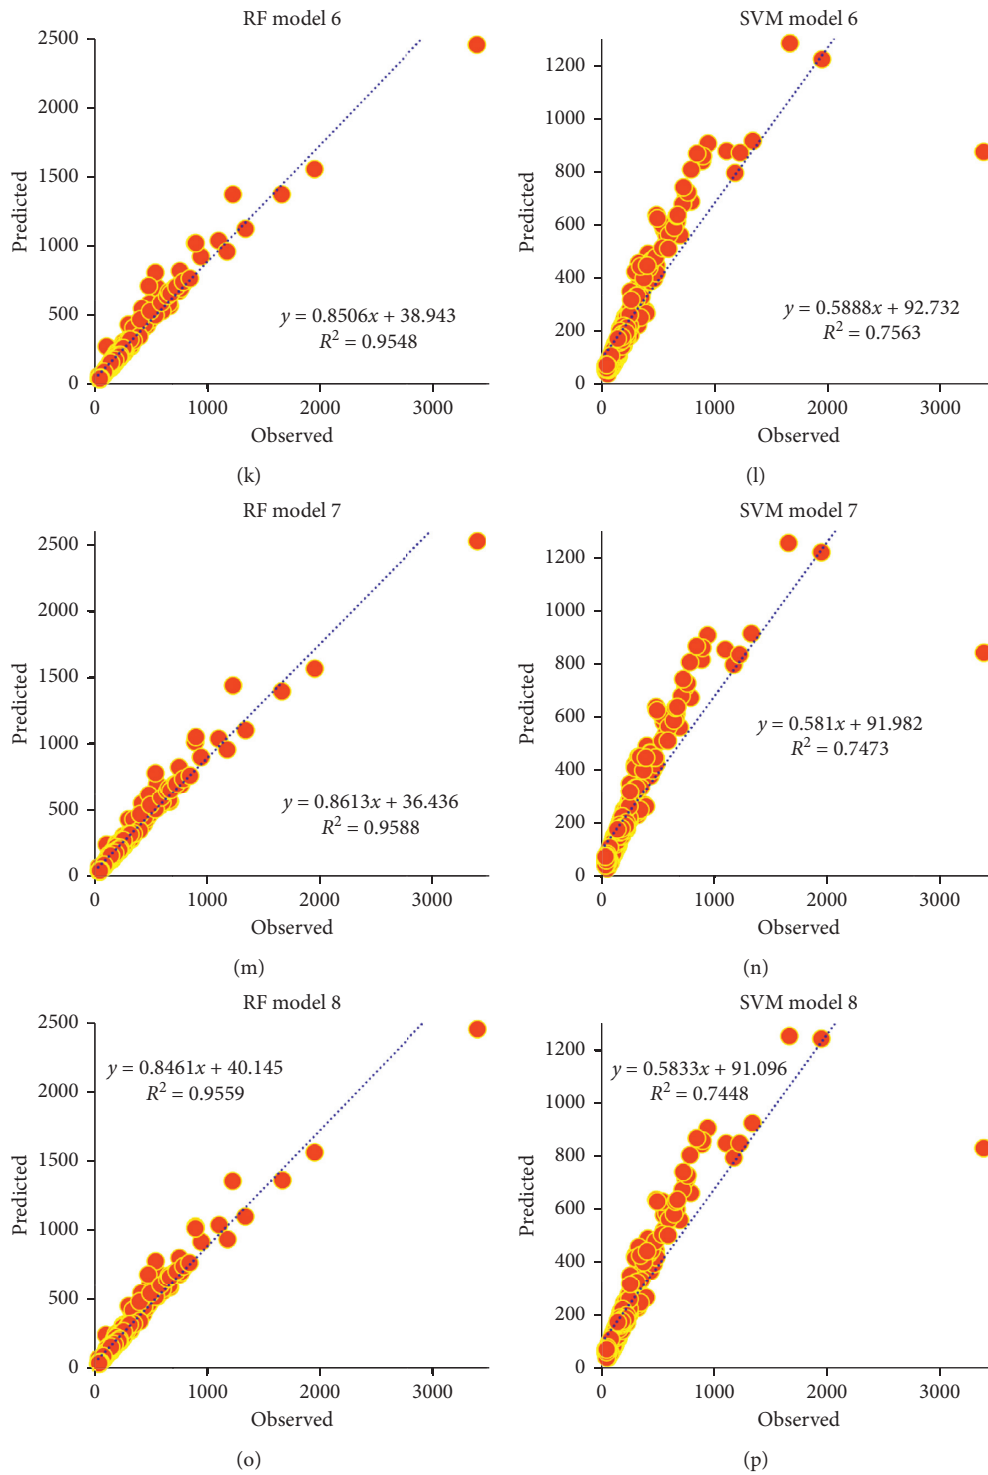 RF model 6
2500
2000
1500
1000
500
0
Predicted
y = 0.8506x + 38.943
R² = 0.9548
0 1000 2000 3000
Observed
(k)
SVM model 6
1200
1000
800
600
400
200
0
Predicted
y = 0.5888x + 92.732
R² = 0.7563
0 1000 2000 3000
Observed
(l)
RF model 7
2500
2000
1500
1000
500
0
Predicted
y = 0.8613x + 36.436
R² = 0.9588
0 1000 2000 3000
Observed
(m)
SVM model 7
1200
1000
800
600
400
200
0
Predicted
y = 0.581x + 91.982
R² = 0.7473
0 1000 2000 3000
Observed
(n)
RF model 8
2500
2000
1500
1000
500
0
Predicted
y = 0.8461x + 40.145
R² = 0.9559
0 1000 2000 3000
Observed
(o)
SVM model 8
1200
1000
800
600
400
200
0
Predicted
y = 0.5833x + 91.096
R² = 0.7448
0 1000 2000 3000
Observed
(p)